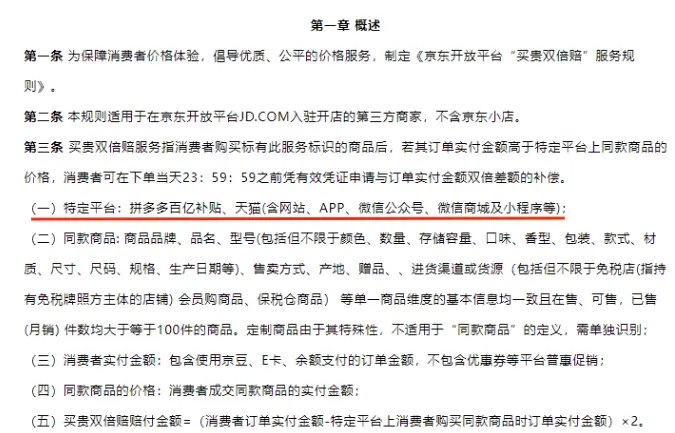 第一章 概述
第一条 为保障消费者价格体验，倡导优质、公平的价格服务，制定《京东开放平台“买贵双倍赔”服务规
则》。
第二条 本规则适用于在京东开放平台JD.COM入驻开店的第三方商家，不含京东小店。
第三条 买贵双倍赔服务指消费者购买标有此服务标识的商品后，若其订单实付金额高于特定平台上同款商品的
价格，消费者可在下单当天23：59：59之前凭有效凭证申请与订单实付金额双倍差额的补偿。
（一）特定平台：拼多多百亿补贴、天猫(含网站、APP、微信公众号、微信商城及小程序等)；
（二）同款商品: 商品品牌、品名、型号(包括但不限于颜色、数量、存储容量、口味、香型、包装、款式、材
质、尺寸、尺码、规格、生产日期等)、售卖方式、产地、赠品、、进货渠道或货源（包括但不限于免税店(指持
有免税牌照方主体的店铺) 会员购商品、保税仓商品） 等单一商品维度的基本信息均一致且在售、可售，已售
(月销) 件数均大于等于100件的商品。定制商品由于其特殊性，不适用于“同款商品”的定义，需单独识别；
（三）消费者实付金额：包含使用京豆、E卡、余额支付的订单金额，不包含优惠券等平台普惠促销；
（四）同款商品的价格：消费者成交同款商品的实付金额；
（五）买贵双倍赔赔付金额=（消费者订单实付金额-特定平台上消费者购买同款商品时订单实付金额）×2。